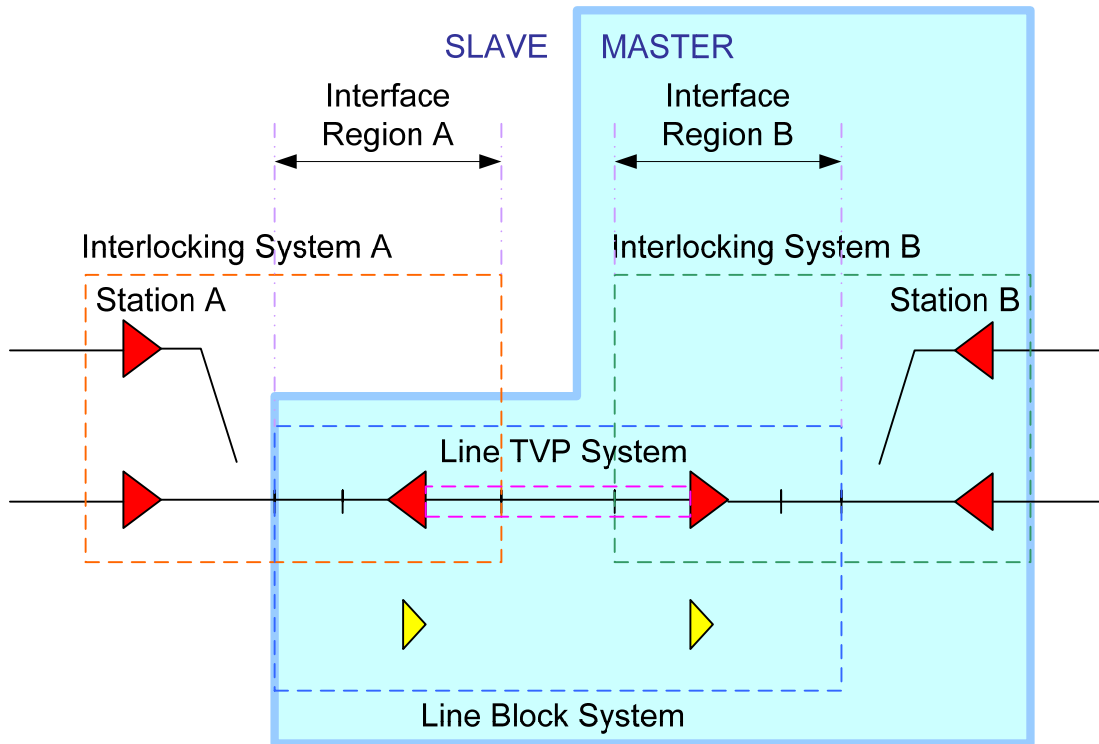 SLAVE MASTER
Interface
Region A
Interface
Region B
Interlocking System A
Interlocking System B
Station A
Station B
Line TVP System
Line Block System